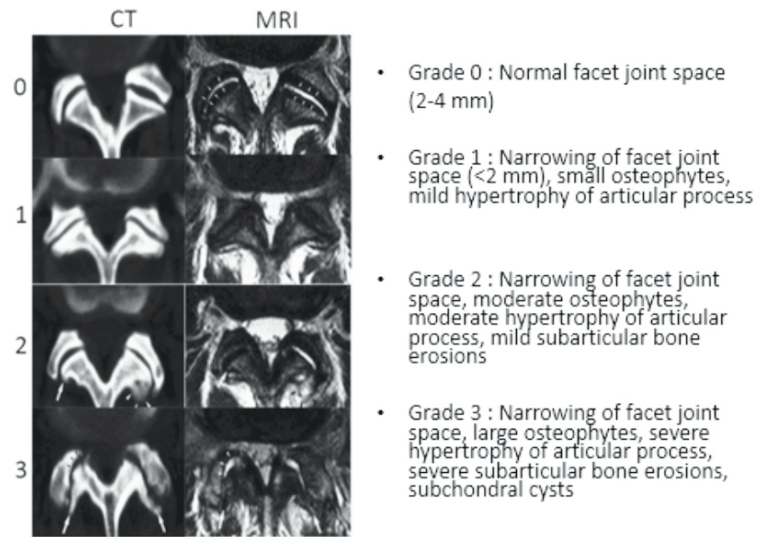 CT MRI
0
• Grade 0 : Normal facet joint space
(2-4 mm)
1
• Grade 1 : Narrowing of facet joint
space (<2 mm), small osteophytes,
mild hypertrophy of articular process
2
• Grade 2 : Narrowing of facet joint
space, moderate osteophytes,
moderate hypertrophy of articular
process, mild subarticular bone
erosions
3
• Grade 3 : Narrowing of facet joint
space, large osteophytes, severe
hypertrophy of articular process,
severe subarticular bone erosions,
subchondral cysts